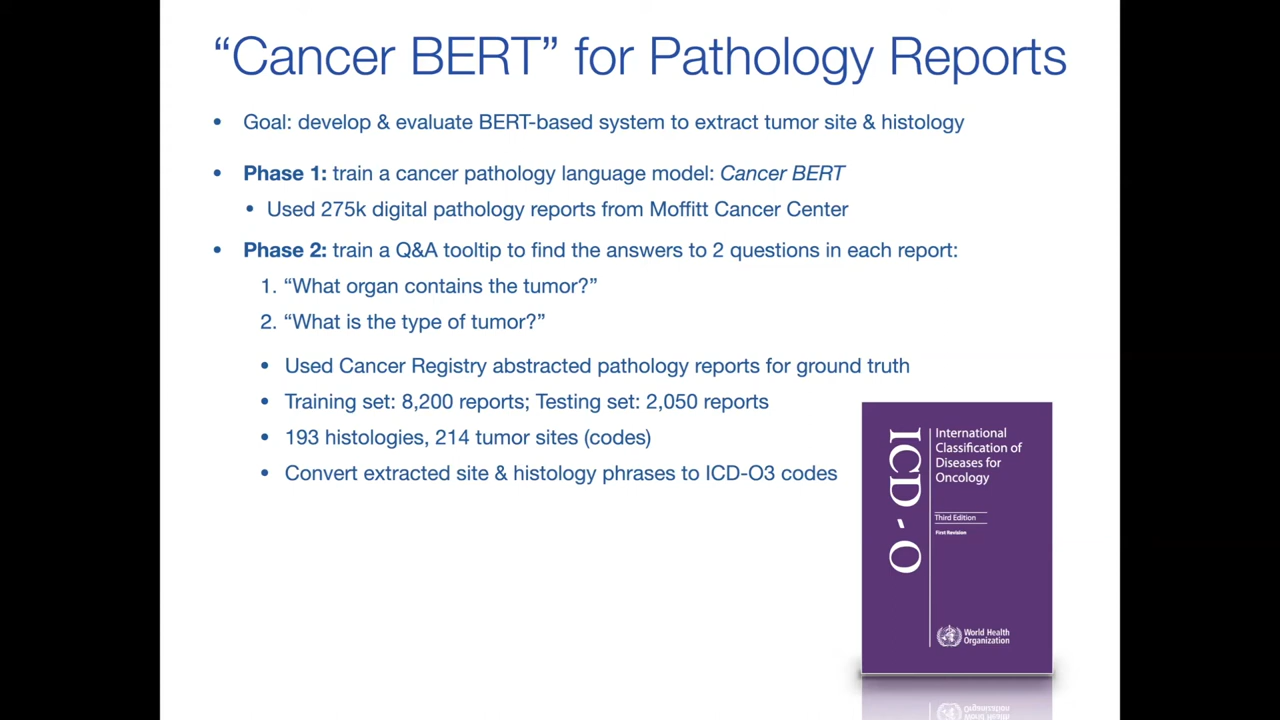 “Cancer BERT” for Pathology Reports
• Goal: develop & evaluate BERT-based system to extract tumor site & histology
• Phase 1: train a cancer pathology language model: Cancer BERT
• Used 275k digital pathology reports from Moffitt Cancer Center
• Phase 2: train a Q&A tooltip to find the answers to 2 questions in each report:
1. “What organ contains the tumor?”
2. “What is the type of tumor?”
• Used Cancer Registry abstracted pathology reports for ground truth
• Training set: 8,200 reports; Testing set: 2,050 reports
• 193 histologies, 214 tumor sites (codes)
• Convert extracted site & histology phrases to ICD-O3 codes
ICD - O
International
Classification of
Diseases for
Oncology
Third Edition
First Revision
World Health
Organization